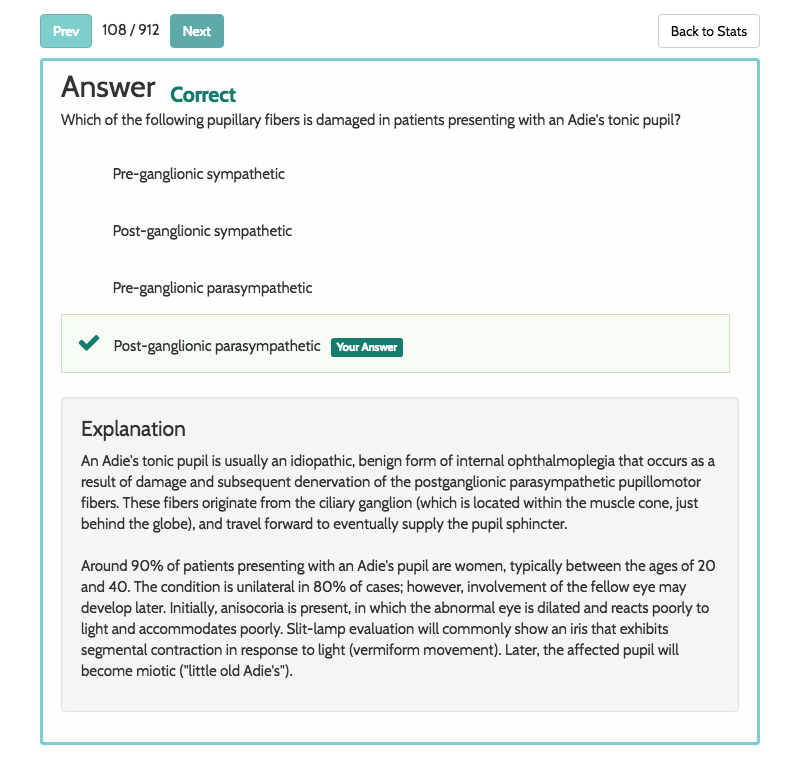 Prev 108 / 912 Next Back to Stats
Answer Correct
Which of the following pupillary fibers is damaged in patients presenting with an Adie's tonic pupil?
Pre-ganglionic sympathetic
Post-ganglionic sympathetic
Pre-ganglionic parasympathetic
Post-ganglionic parasympathetic Your Answer
Explanation
An Adie's tonic pupil is usually an idiopathic, benign form of internal ophthalmoplegia that occurs as a
result of damage and subsequent denervation of the postganglionic parasympathetic pupillomotor
fibers. These fibers originate from the ciliary ganglion (which is located within the muscle cone, just
behind the globe), and travel forward to eventually supply the pupil sphincter.
Around 90% of patients presenting with an Adie's pupil are women, typically between the ages of 20
and 40. The condition is unilateral in 80% of cases; however, involvement of the fellow eye may
develop later. Initially, anisocoria is present, in which the abnormal eye is dilated and reacts poorly to
light and accommodates poorly. Slit-lamp evaluation will commonly show an iris that exhibits
segmental contraction in response to light (vermiform movement). Later, the affected pupil will
become miotic ("little old Adie's").